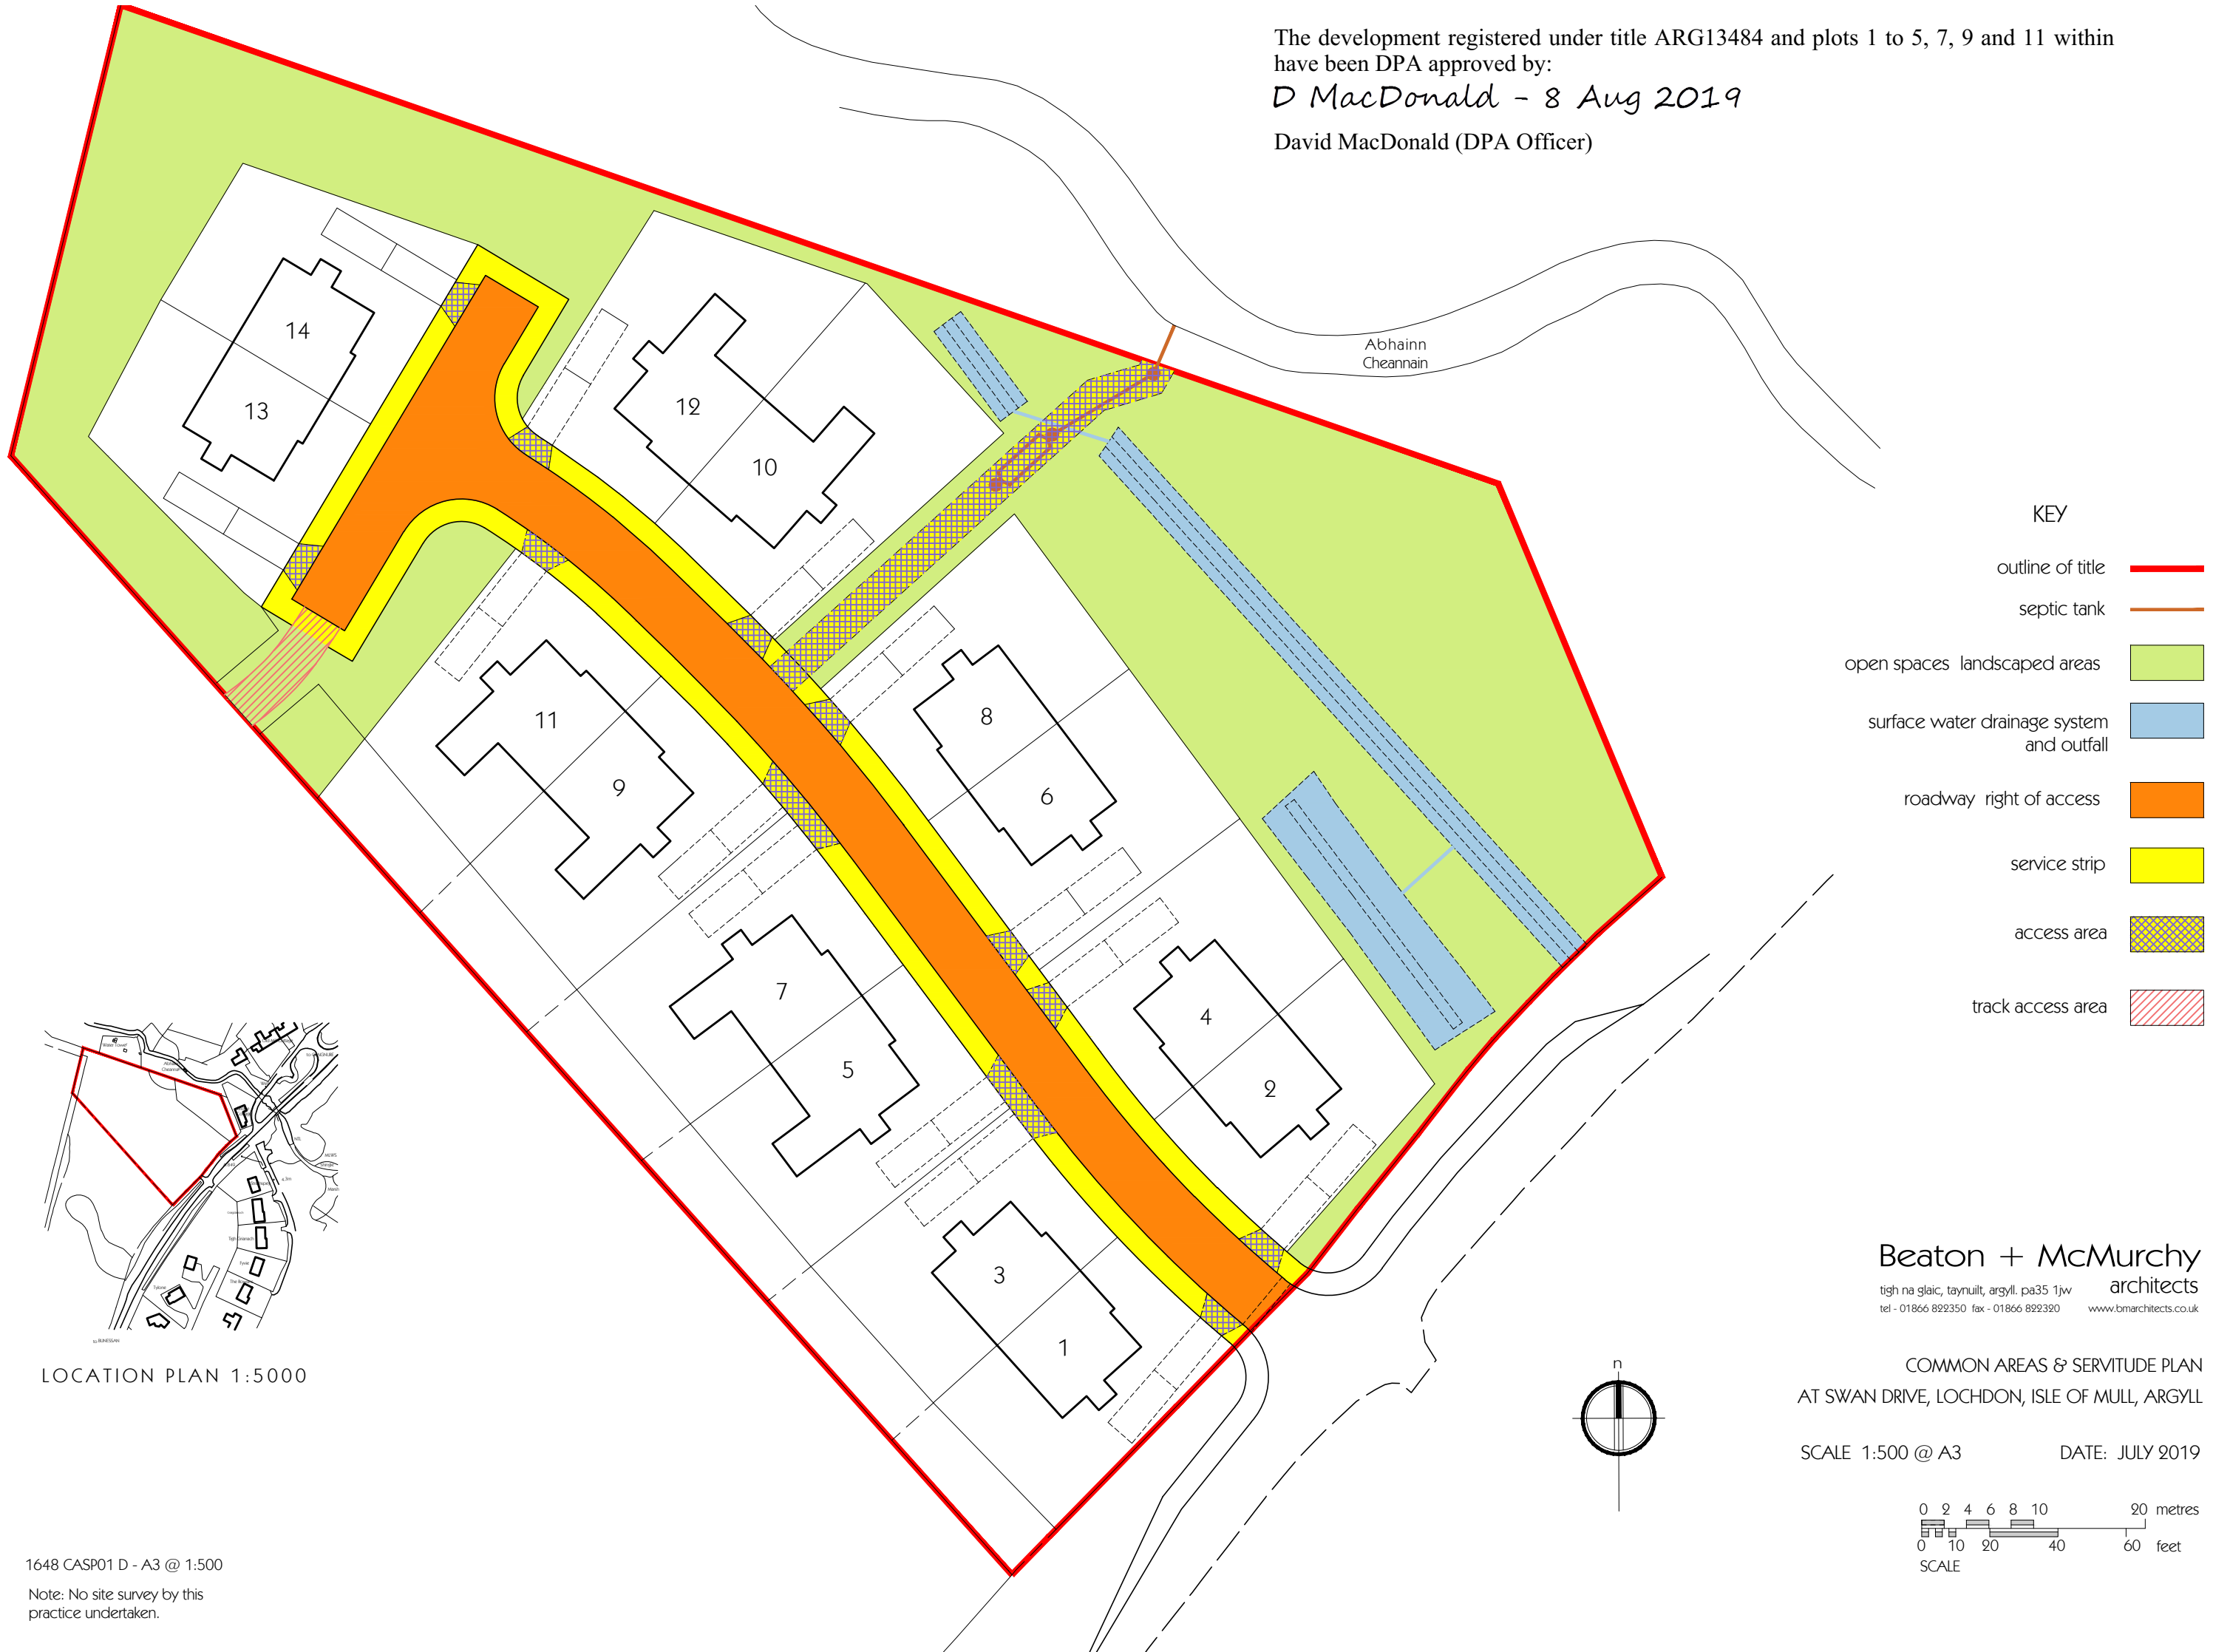 The development registered under title ARG13484 and plots 1 to 5, 7, 9 and 11 within
have been DPA approved by:
D MacDonald - 8 Aug 2019
David MacDonald (DPA Officer)
Abhainn
Cheannain
14
13
12
10
11
9
8
6
7
5
4
2
3
1
KEY
outline of title
septic tank
open spaces landscaped areas
surface water drainage system
and outfall
roadway right of access
service strip
access area
track access area
LOCATION PLAN 1:5000
Beaton + McMurchy
architects
tigh na glaic, taynuilt, argyll. pa35 1jw
tel - 01866 822350 fax - 01866 822320 www.bmarchitects.co.uk
n
COMMON AREAS & SERVITUDE PLAN
AT SWAN DRIVE, LOCHDON, ISLE OF MULL, ARGYLL
SCALE 1:500 @ A3 DATE: JULY 2019
0 2 4 6 8 10 20 metres
0 10 20 40 60 feet
SCALE
1648 CASP01 D - A3 @ 1:500
Note: No site survey by this
practice undertaken.